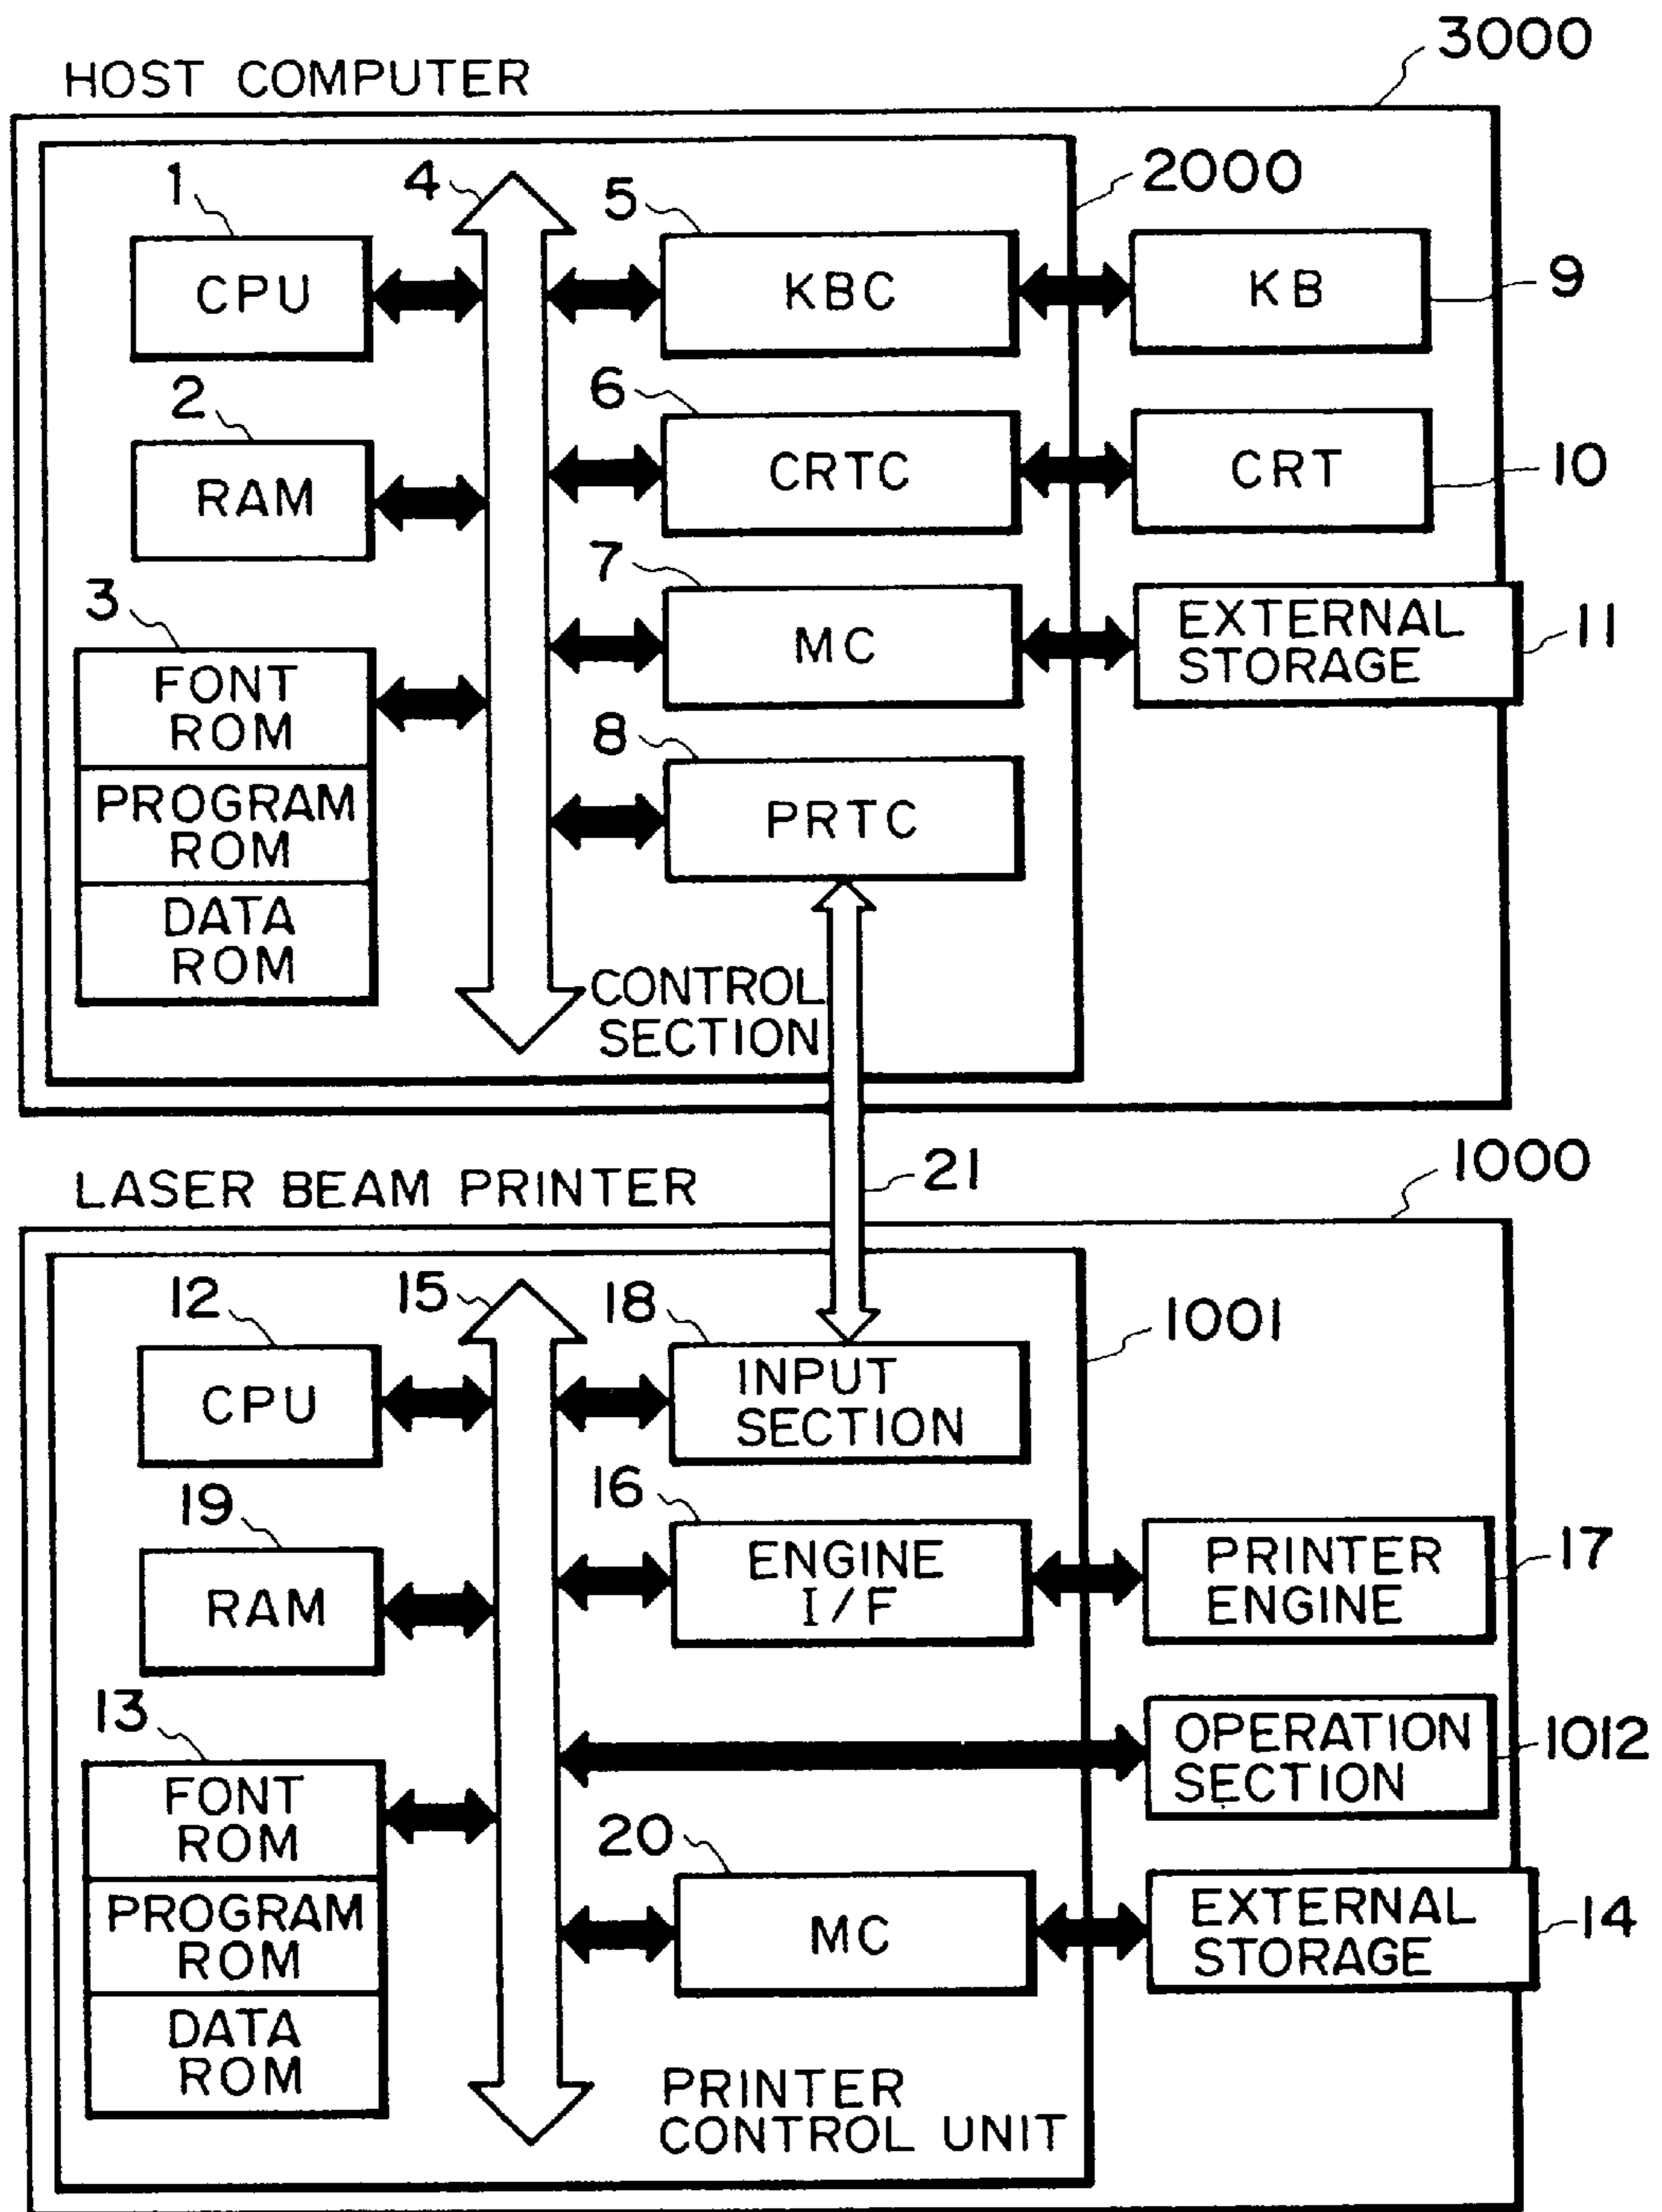 3000
HOST COMPUTER
2000
1
4
5
CPU
KBC
KB
9
2
6
RAM
CRTC
CRT
10
3
7
FONT
ROM
MC
EXTERNAL
STORAGE
11
PROGRAM
ROM
8
PRTC
DATA
ROM
CONTROL
SECTION
21
LASER BEAM PRINTER
1000
12
15
18
1001
CPU
INPUT
SECTION
19
16
RAM
ENGINE
I/F
PRINTER
ENGINE
17
13
OPERATION
SECTION
1012
FONT
ROM
20
PROGRAM
ROM
MC
EXTERNAL
STORAGE
14
DATA
ROM
PRINTER
CONTROL UNIT